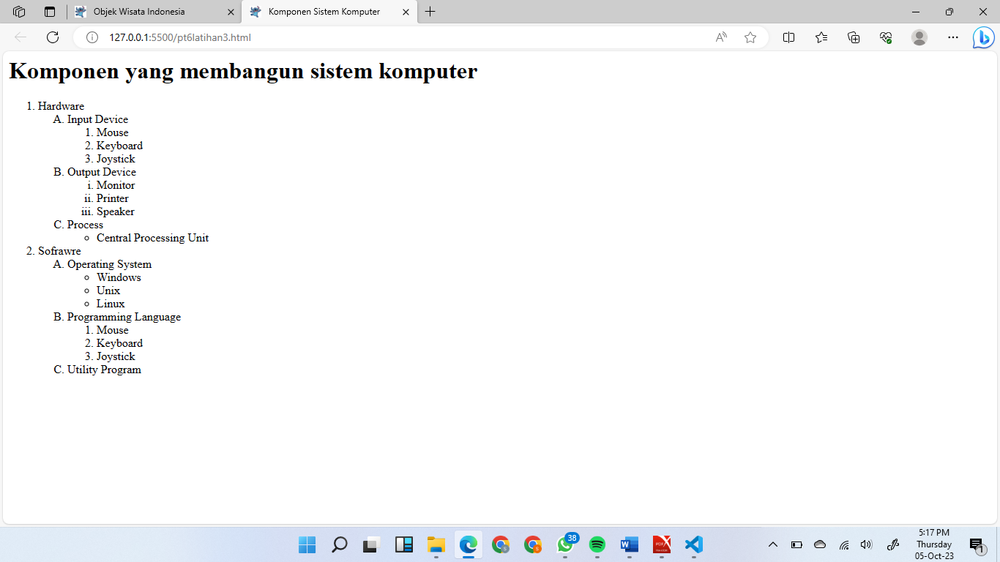 Objek Wisata Indonesia
Komponen Sistem Komputer
127.0.0.1:5500/pt6latihan3.html
Komponen yang membangun sistem komputer
1. Hardware
A. Input Device
1. Mouse
2. Keyboard
3. Joystick
B. Output Device
i. Monitor
ii. Printer
iii. Speaker
C. Process
Central Processing Unit
2. Sofrawre
A. Operating System
Windows
Unix
Linux
B. Programming Language
1. Mouse
2. Keyboard
3. Joystick
C. Utility Program
38
5:17 PM
Thursday
05-Oct-23
1